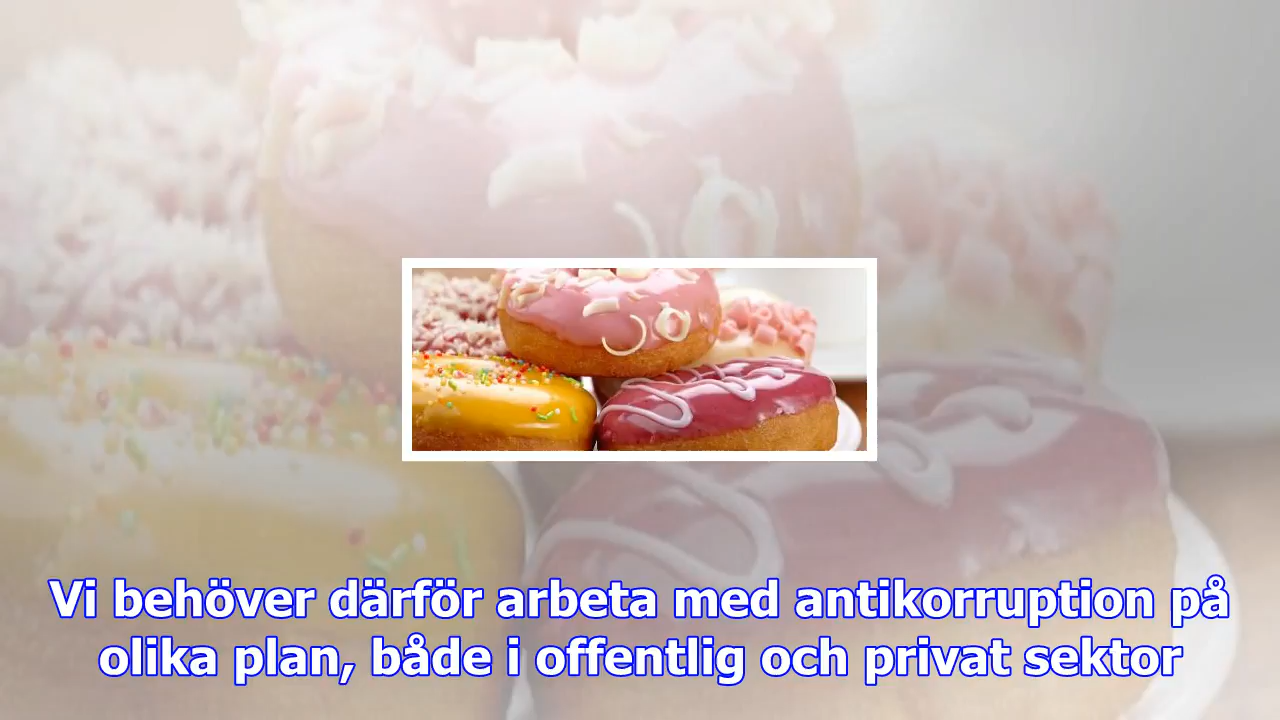 Vi behöver därför arbeta med antikorruption på
olika plan, både i offentlig och privat sektor